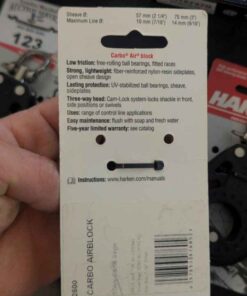 Sheave Ø: 57 mm (2 1/4") 75 mm (3")
Maximum Line Ø: 10 mm (7/16") 14 mm (9/16")
Carbo® Air® block
Low friction: free-rolling ball bearings, fitted races
Strong, lightweight: fiber-reinforced nylon-resin sideplates,
open sheave design
Lasting protection: UV-stabilized ball bearings, sheave,
sideplates
Three-way head: Cam-Lock system locks shackle in front,
side positions or swivels
Uses: range of control line applications
Easy maintenance: flush with soap and fresh water
Five-year limited warranty: see catalog
Instructions: www.harken.com/manuals
2600
CARBO AIRBLOCK
123
HAR